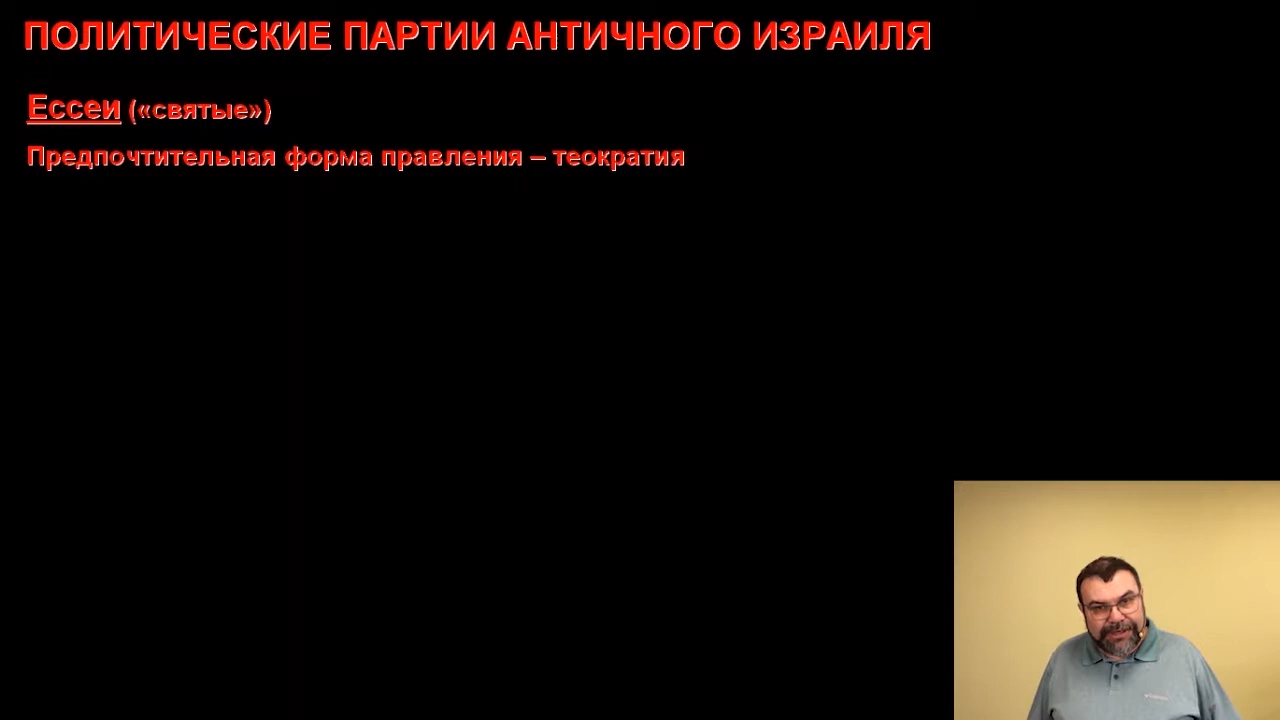 ПОЛИТИЧЕСКИЕ ПАРТИИ АНТИЧНОГО ИЗРАИЛЯ
Ессеи («святые»)
Предпочтительная форма правления – теократия